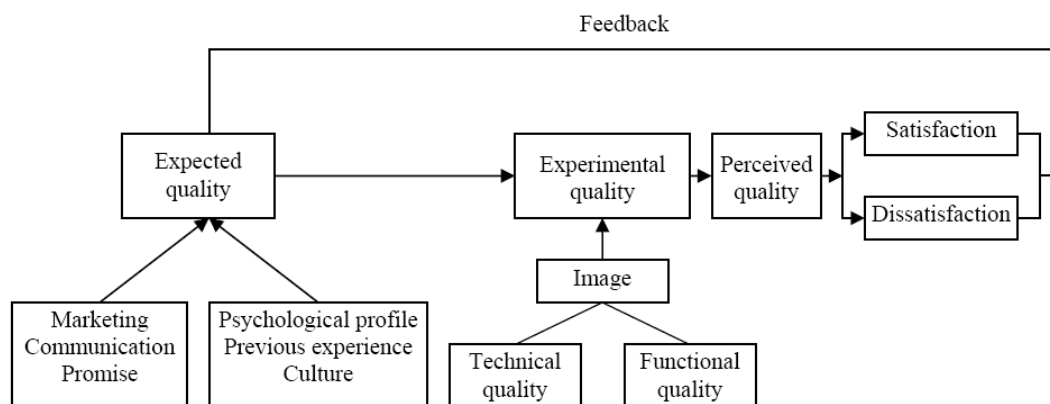 Feedback
Expected
quality
Experimental
quality
Perceived
quality
Satisfaction
Dissatisfaction
Image
Marketing
Communication
Promise
Psychological profile
Previous experience
Culture
Technical
quality
Functional
quality